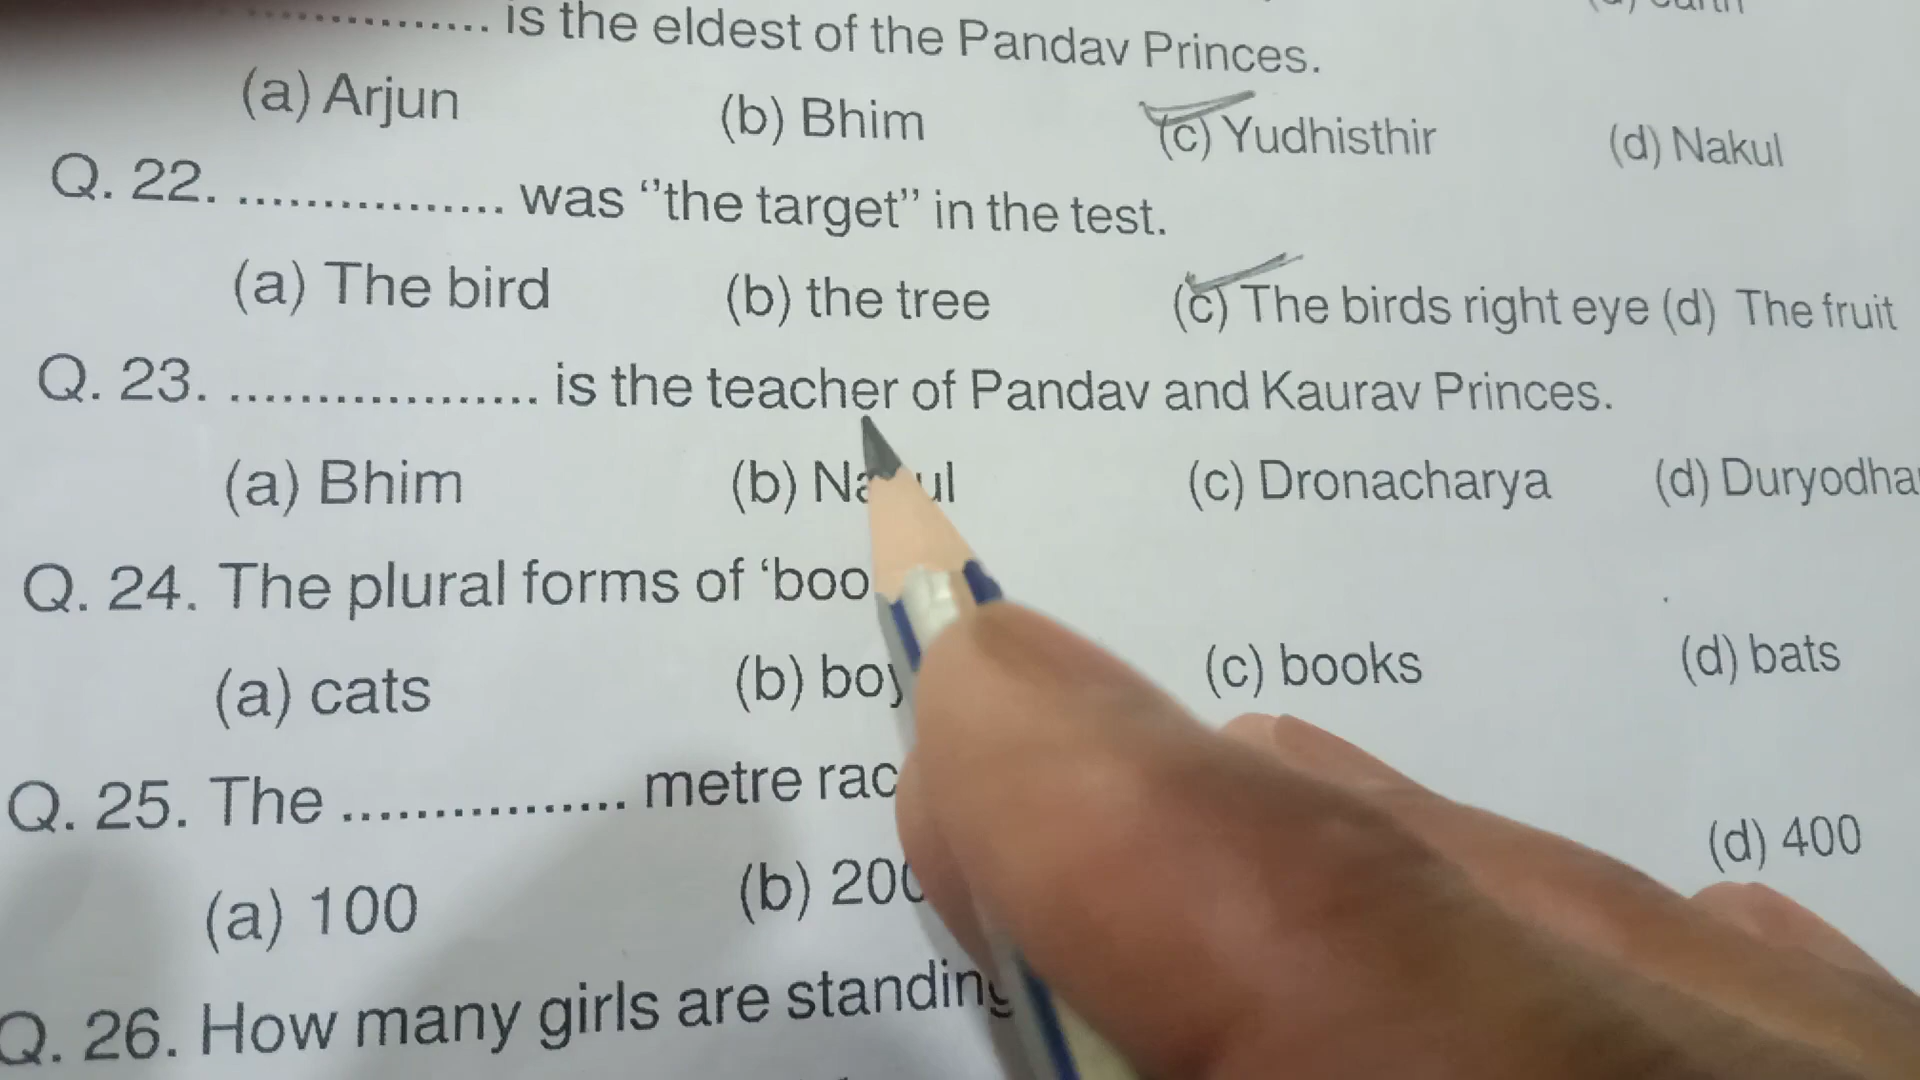 ................ is the eldest of the Pandav Princes.
(a) Arjun (b) Bhim (c) Yudhisthir (d) Nakul
Q. 22. ................ was ‘’the target’’ in the test.
(a) The bird (b) the tree (c) The birds right eye (d) The fruit
Q. 23. ................... is the teacher of Pandav and Kaurav Princes.
(a) Bhim (b) (c) Dronacharya (d)
Q. 24. The plural forms of
(a) cats (b) (c) books (d) bats
Q. 25. The ................. metre
(a) 100 (b) (d) 400
Q. 26. How many girls are standing